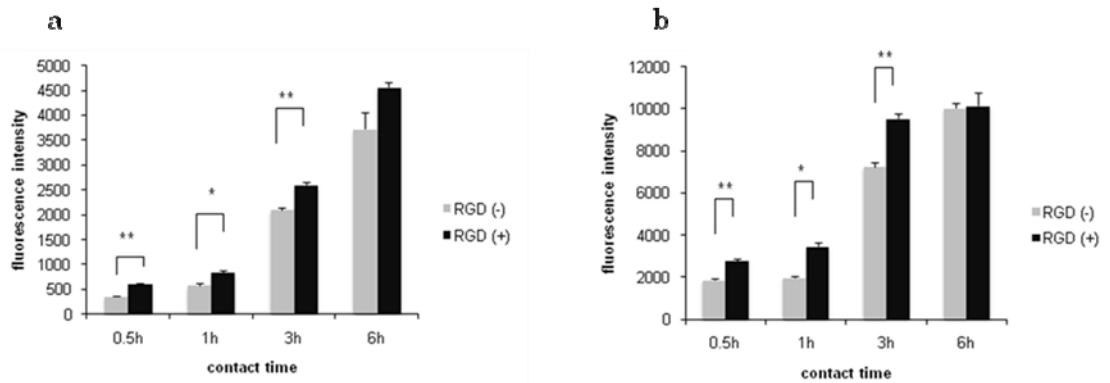 a
5000
4500
4000
3500
3000
2500
2000
1500
1000
500
0
fluorescence intensity
**
*
**
0.5h 1h 3h 6h
contact time
RGD (-)
RGD (+)
b
12000
10000
8000
6000
4000
2000
0
fluorescence intensity
**
*
**
0.5h 1h 3h 6h
contact time
RGD (-)
RGD (+)